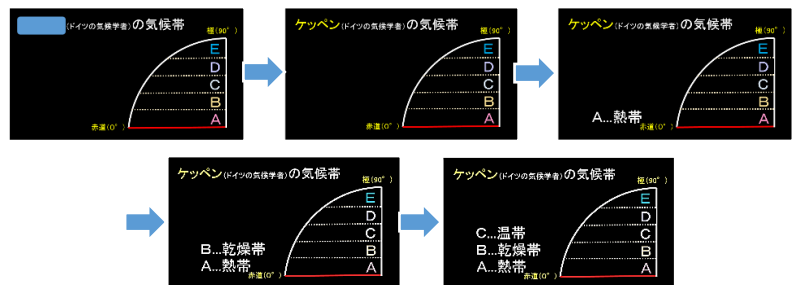 (ドイツの気候学者)の気候帯
極(90°)
E
D
C
B
A
赤道(0°)
ケッペン(ドイツの気候学者)の気候帯
極(90°)
E
D
C
B
A
赤道(0°)
ケッペン(ドイツの気候学者)の気候帯
極(90°)
E
D
C
B
A...熱帯 A
赤道(0°)
ケッペン(ドイツの気候学者)の気候帯
極(90°)
E
D
C
B...乾燥帯 B
A...熱帯 A
赤道(0°)
ケッペン(ドイツの気候学者)の気候帯
極(90°)
E
D
C...温帯 C
B...乾燥帯 B
A...熱帯 A
赤道(0°)